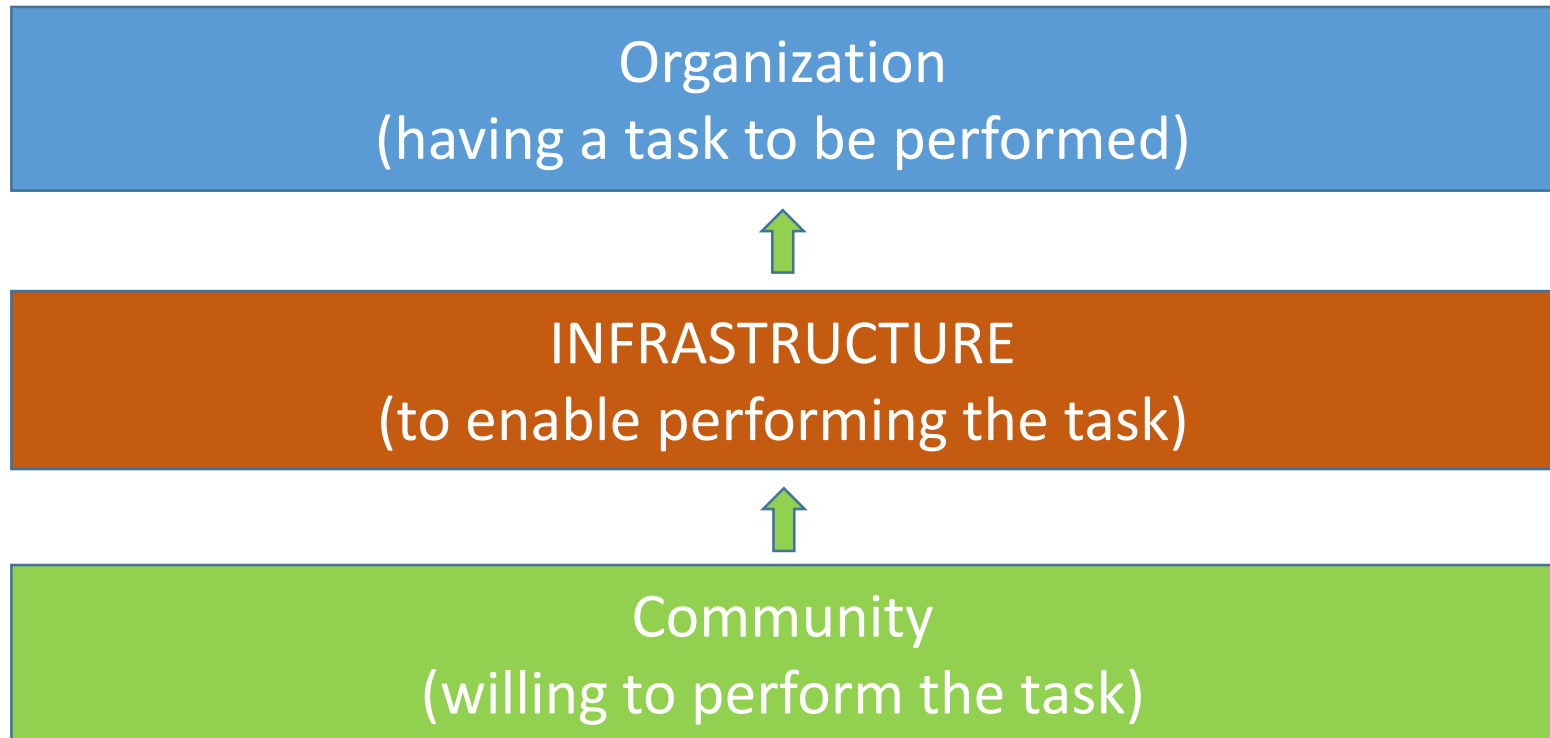 Organization
(having a task to be performed)
INFRASTRUCTURE
(to enable performing the task)
Community
(willing to perform the task)